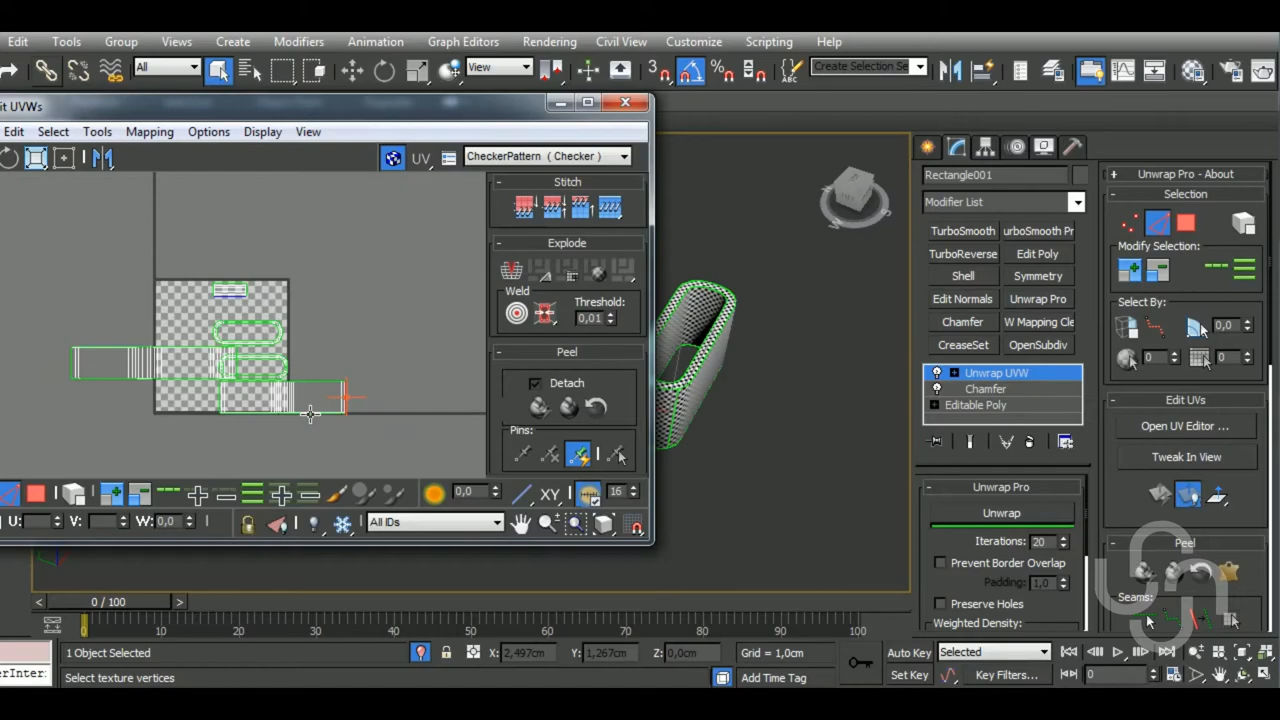 Edit Tools Group Views Create Modifiers Animation Graph Editors Rendering Civil View Customize Scripting Help
All View 3 Create Selection Se
it UVWs
Edit Select Tools Mapping Options Display View
UV CheckerPattern ( Checker )
Stitch
Explode
Weld Threshold:
0,01
Peel
Detach
Pins:
0,0 XY 16
U: V: W: 0,0 All IDs
Rectangle001
Modifier List
TurboSmooth urboSmooth Pr
TurboReverse Edit Poly
Shell Symmetry
Edit Normals Unwrap Pro
Chamfer W Mapping Cle
CreaseSet OpenSubdiv
Unwrap UVW
Chamfer
Editable Poly
Unwrap Pro
Unwrap
Iterations: 20
Prevent Border Overlap
Padding: 1,0
Preserve Holes
Weighted Density:
Unwrap Pro - About
Selection
Modify Selection:
Select By:
0,0
0 0
Edit UVs
Open UV Editor ...
Tweak In View
Peel
Seams:
< 0 / 100 >
0 10 20 30 40 50 60 70 80 90 100
1 Object Selected X: 2,497cm Y: 1,267cm Z: 0,0cm Grid = 1,0cm Auto Key Selected
erInter: Select texture vertices Add Time Tag Set Key Key Filters... 0